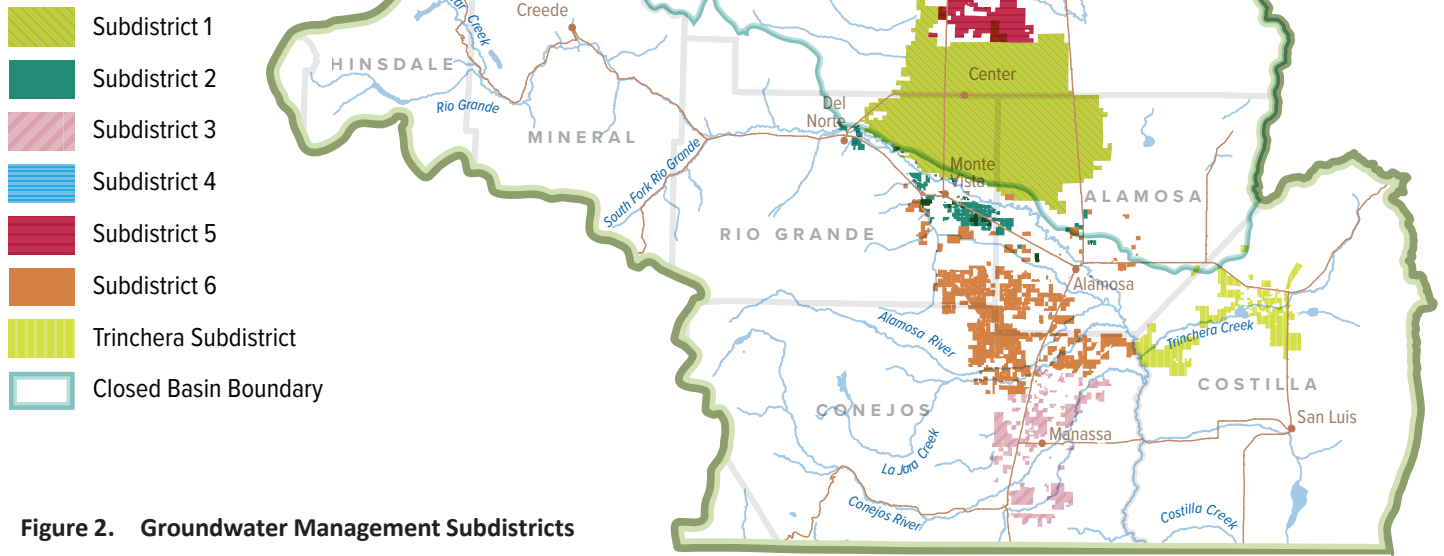 Subdistrict 1
Subdistrict 2
Subdistrict 3
Subdistrict 4
Subdistrict 5
Subdistrict 6
Trinchera Subdistrict
Closed Basin Boundary
Creede
Creek
HINSDALE
Rio Grande
MINERAL
South Fork Rio Grande
Del
Norte
Center
Monte
Vista
ALAMOSA
RIO GRANDE
Alamosa
Alamosa River
Trinchera Creek
COSTILLA
CONEJOS
San Luis
Manassa
La Jara Creek
Conejos River
Costilla Creek
Figure 2. Groundwater Management Subdistricts